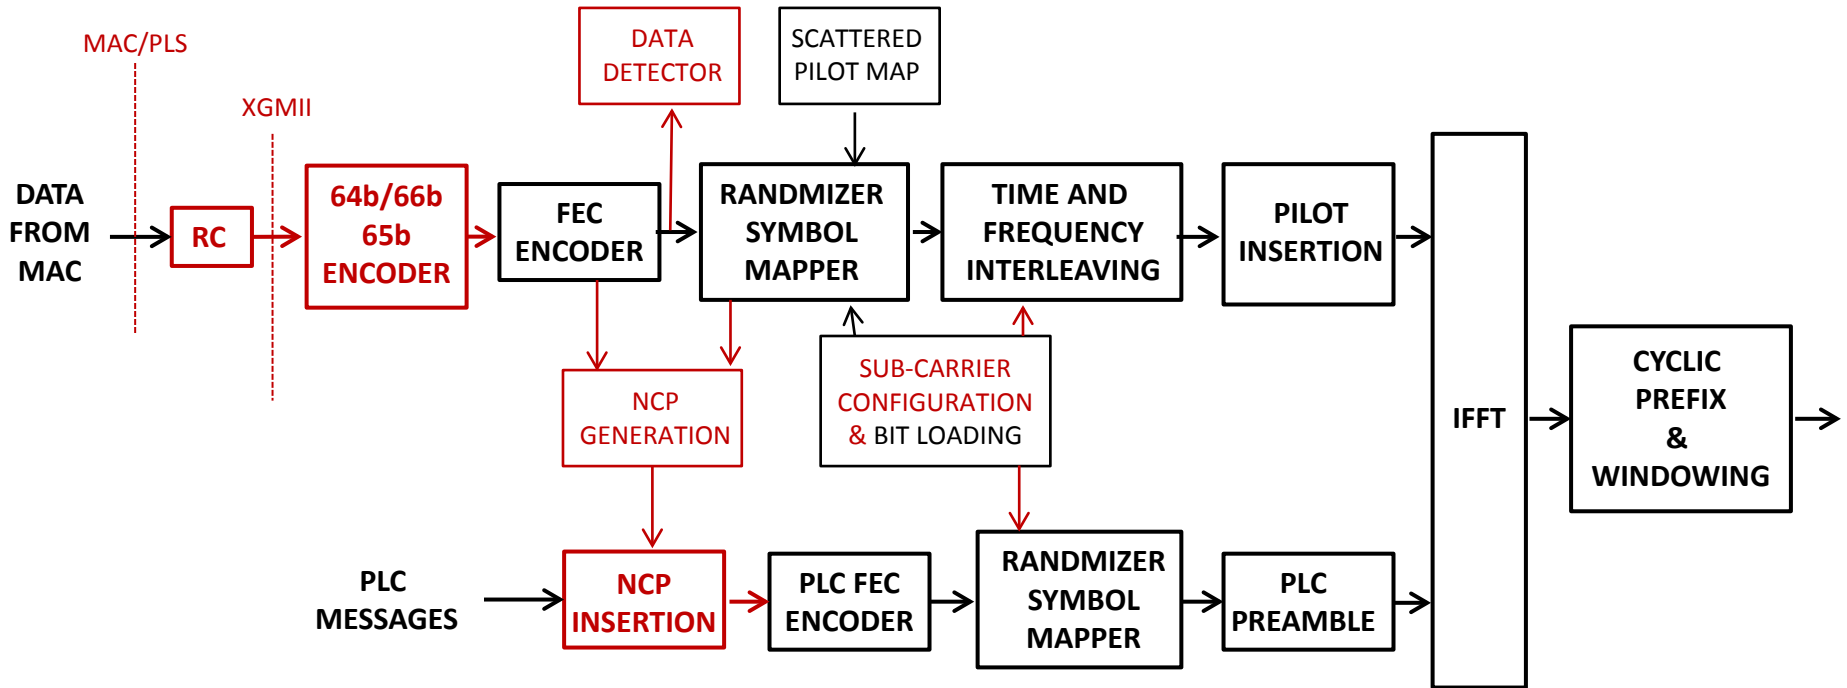 MAC/PLS
XGMII
DATA
DETECTOR
SCATTERED
PILOT MAP
DATA
FROM
MAC
RC
64b/66b
65b
ENCODER
FEC
ENCODER
RANDMIZER
SYMBOL
MAPPER
TIME AND
FREQUENCY
INTERLEAVING
PILOT
INSERTION
NCP
GENERATION
SUB-CARRIER
CONFIGURATION
& BIT LOADING
IFFT
CYCLIC
PREFIX
&
WINDOWING
PLC
MESSAGES
NCP
INSERTION
PLC FEC
ENCODER
RANDMIZER
SYMBOL
MAPPER
PLC
PREAMBLE